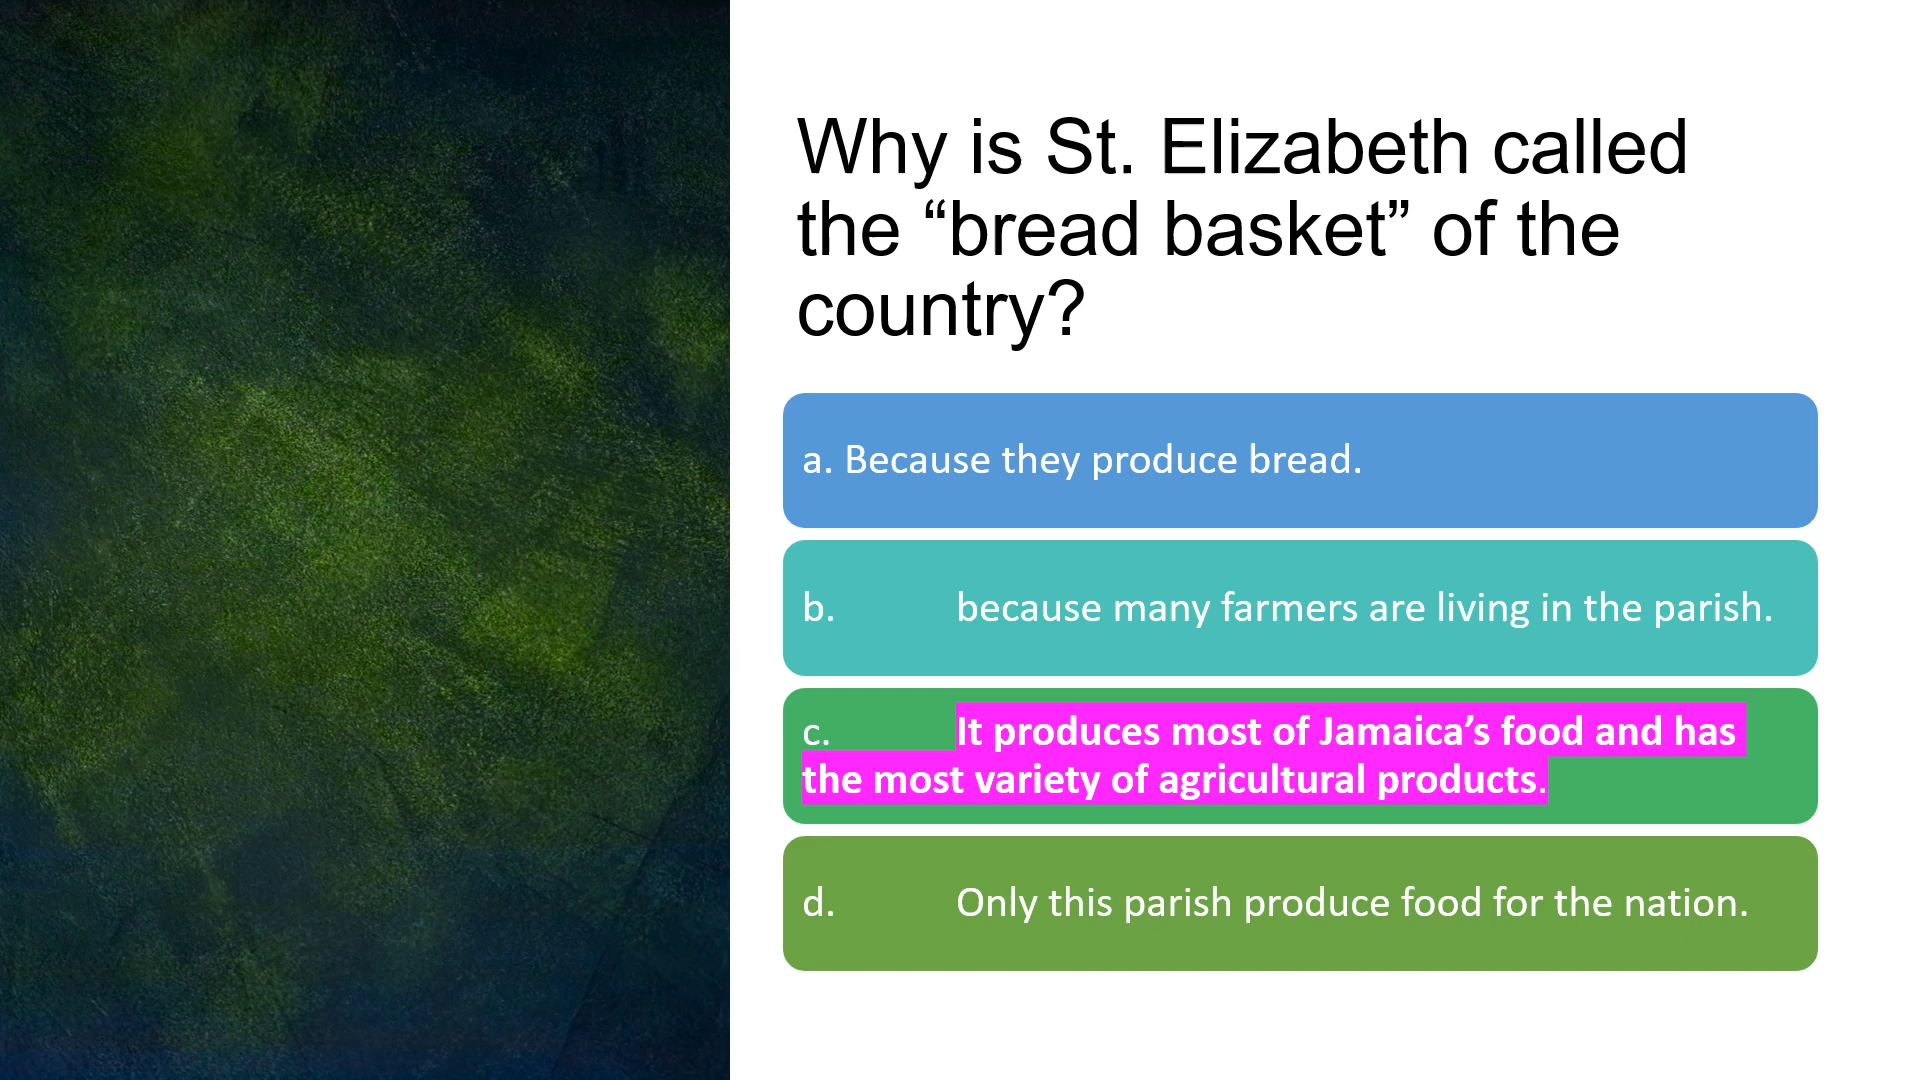 Why is St. Elizabeth called
the “bread basket” of the
country?
a. Because they produce bread.
b. because many farmers are living in the parish.
c. It produces most of Jamaica’s food and has
the most variety of agricultural products.
d. Only this parish produce food for the nation.